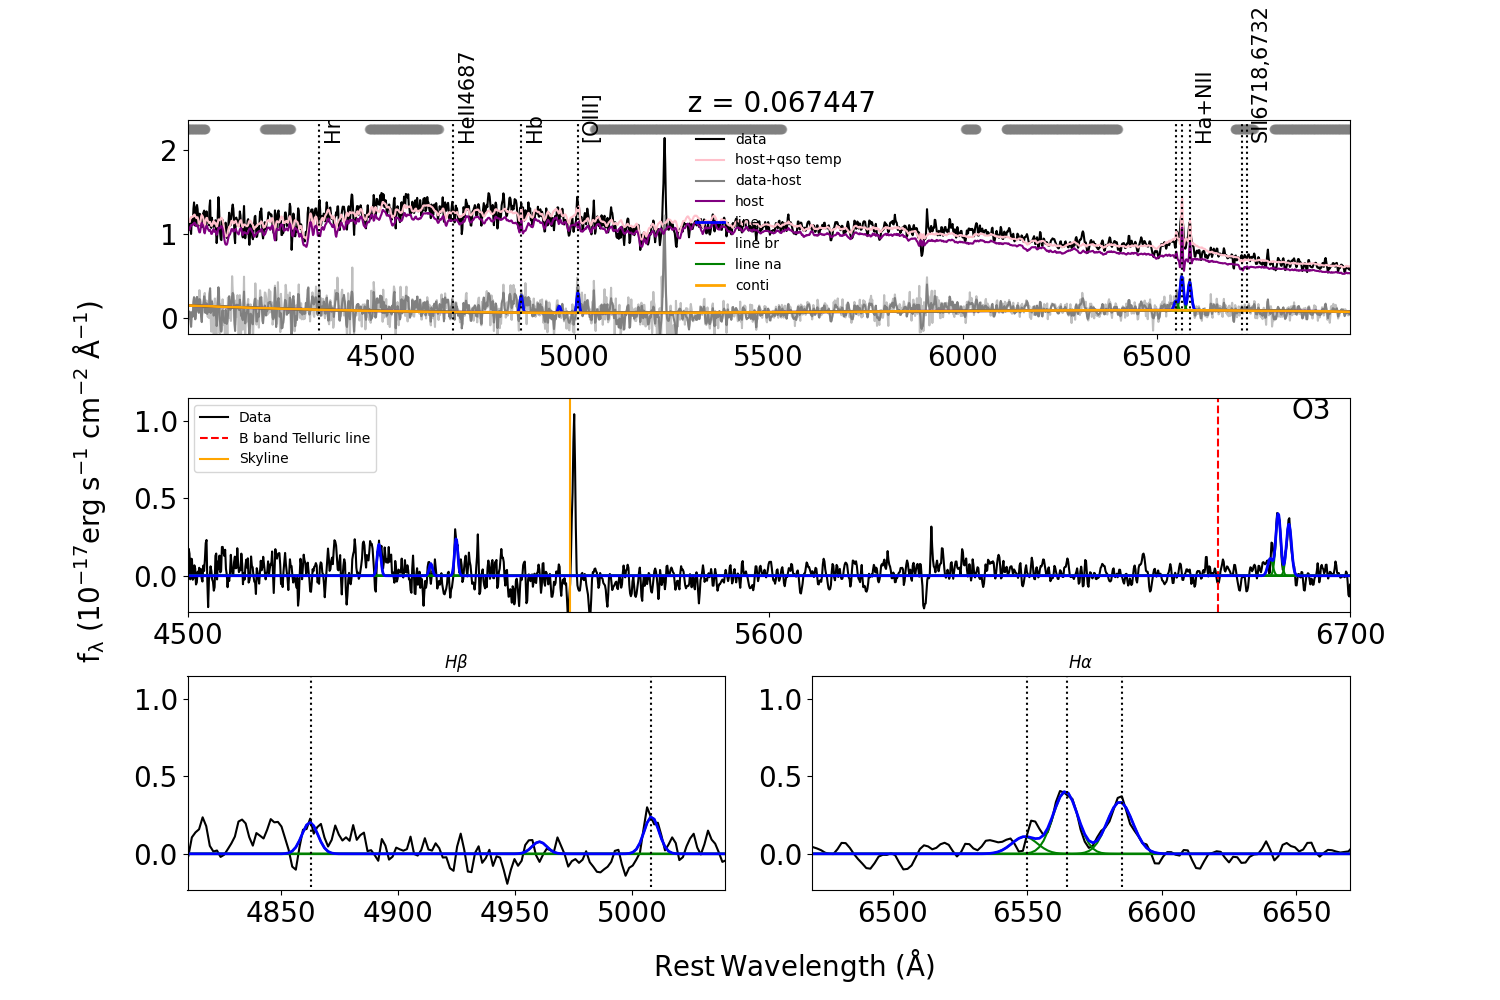 z = 0.067447
Hr
HeII4687
Hb
[OIII]
Ha+NII
SII6718,6732
data
host+qso temp
data-host
host
line
line br
line na
conti
2
1
0
4500 5000 5500 6000 6500
fλ (10−17erg s−1 cm−2 Å−1)
O3
Data
B band Telluric line
Skyline
1.0
0.5
0.0
4500 5600 6700
Hβ
1.0
0.5
0.0
4850 4900 4950 5000
Hα
1.0
0.5
0.0
6500 6550 6600 6650
Rest Wavelength (Å)